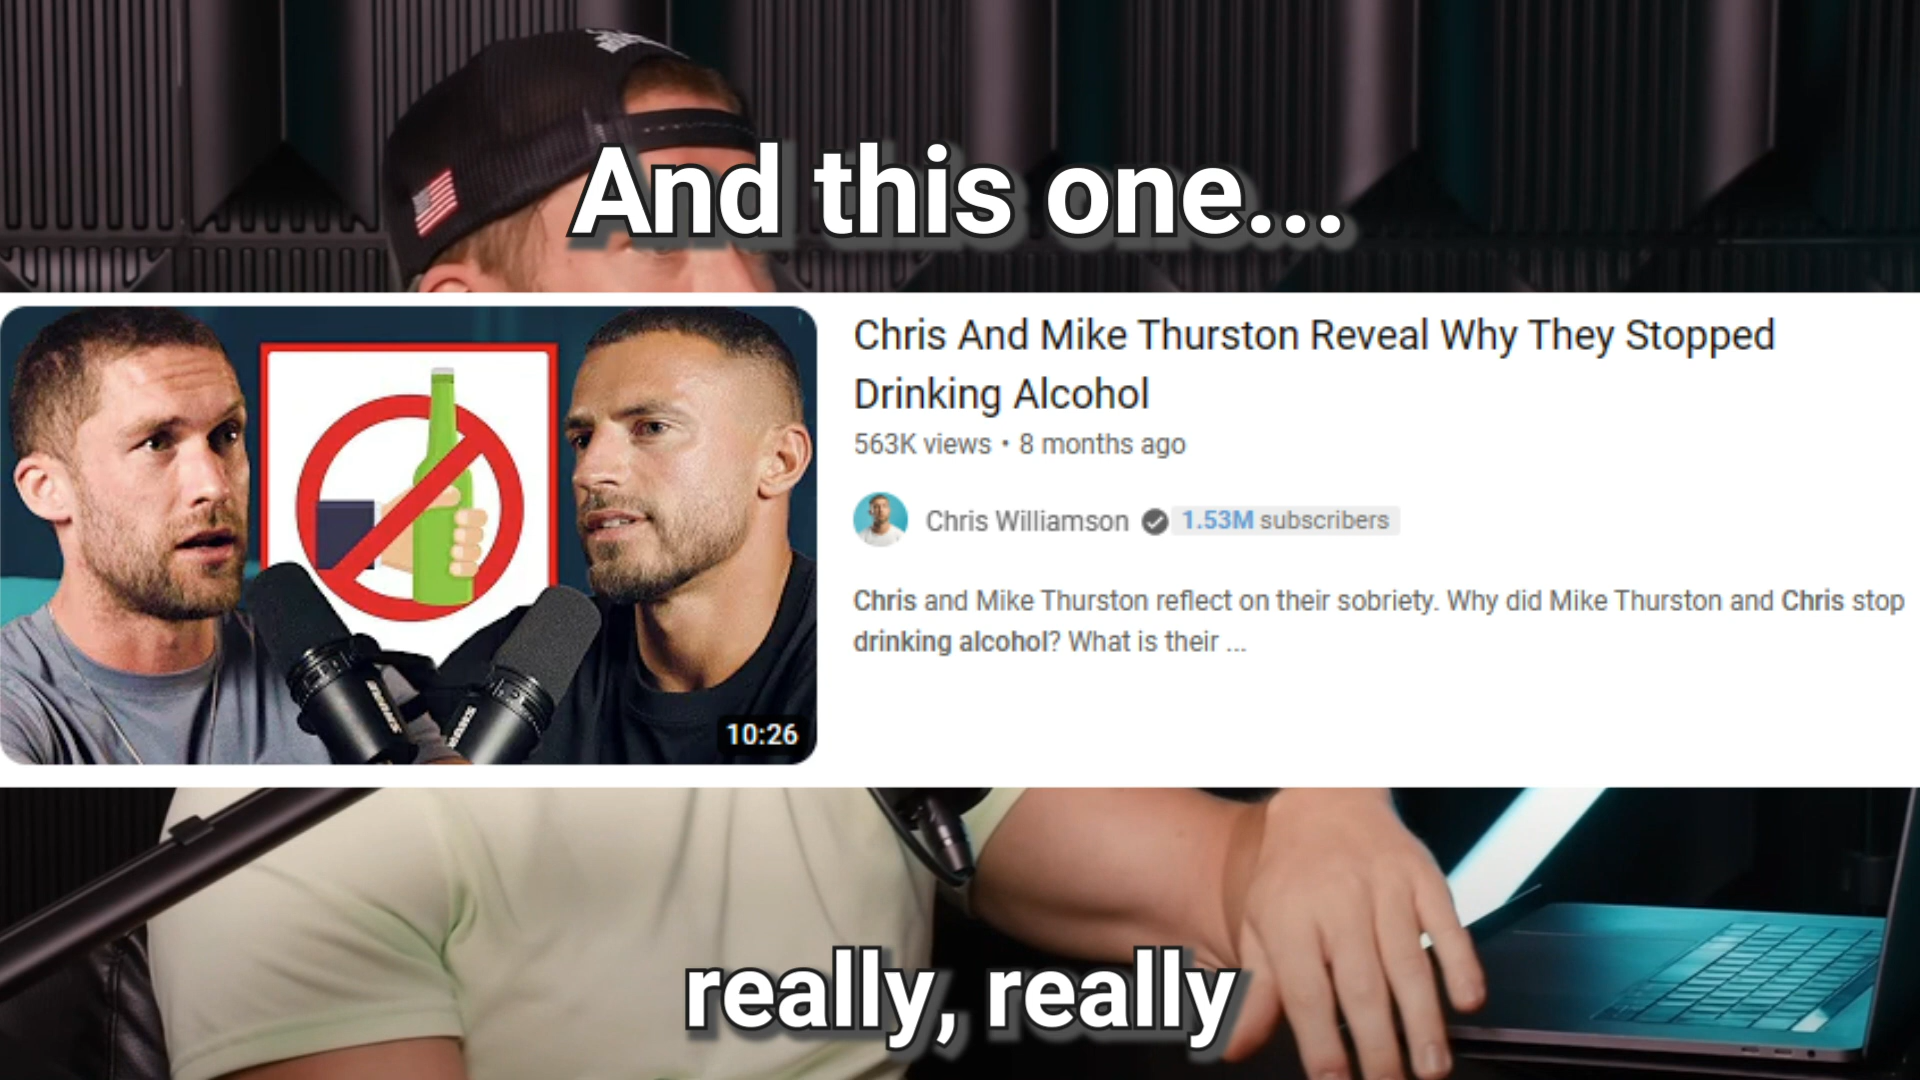 And this one...
Chris And Mike Thurston Reveal Why They Stopped
Drinking Alcohol
563K views • 8 months ago
Chris Williamson 1.53M subscribers
Chris and Mike Thurston reflect on their sobriety. Why did Mike Thurston and Chris stop
drinking alcohol? What is their ...
10:26
really, really